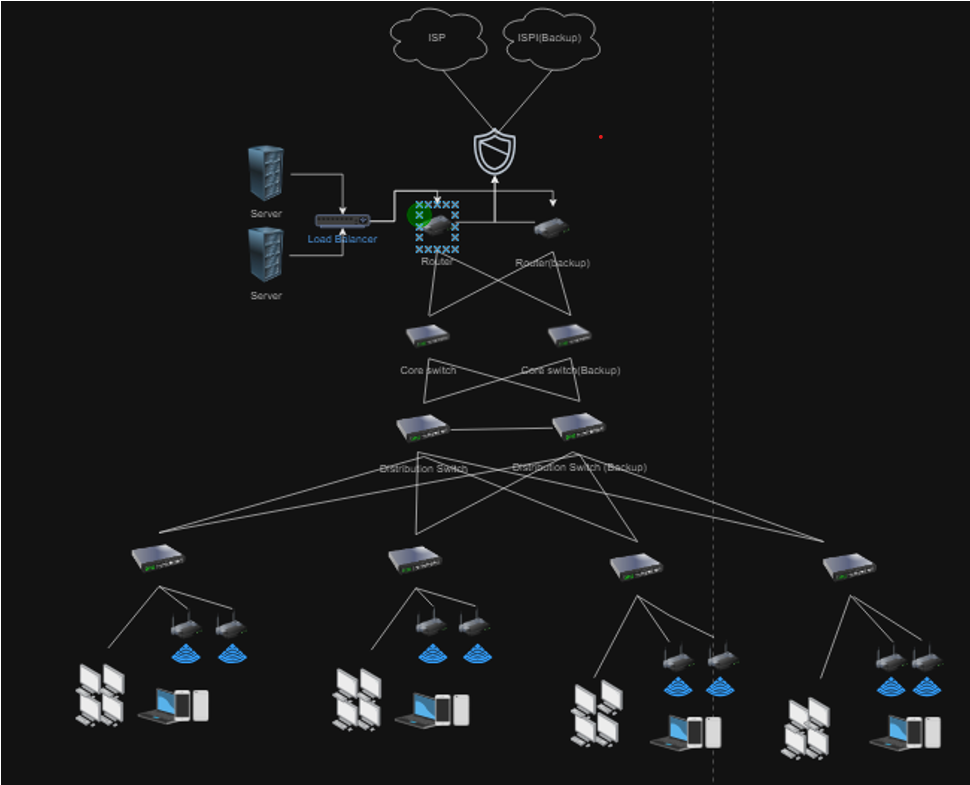 ISP
ISPI(Backup)
Server
Load Balancer
Server
Router
Router(backup)
Core switch
Core switch(Backup)
Distribution Switch
Distribution Switch (Backup)